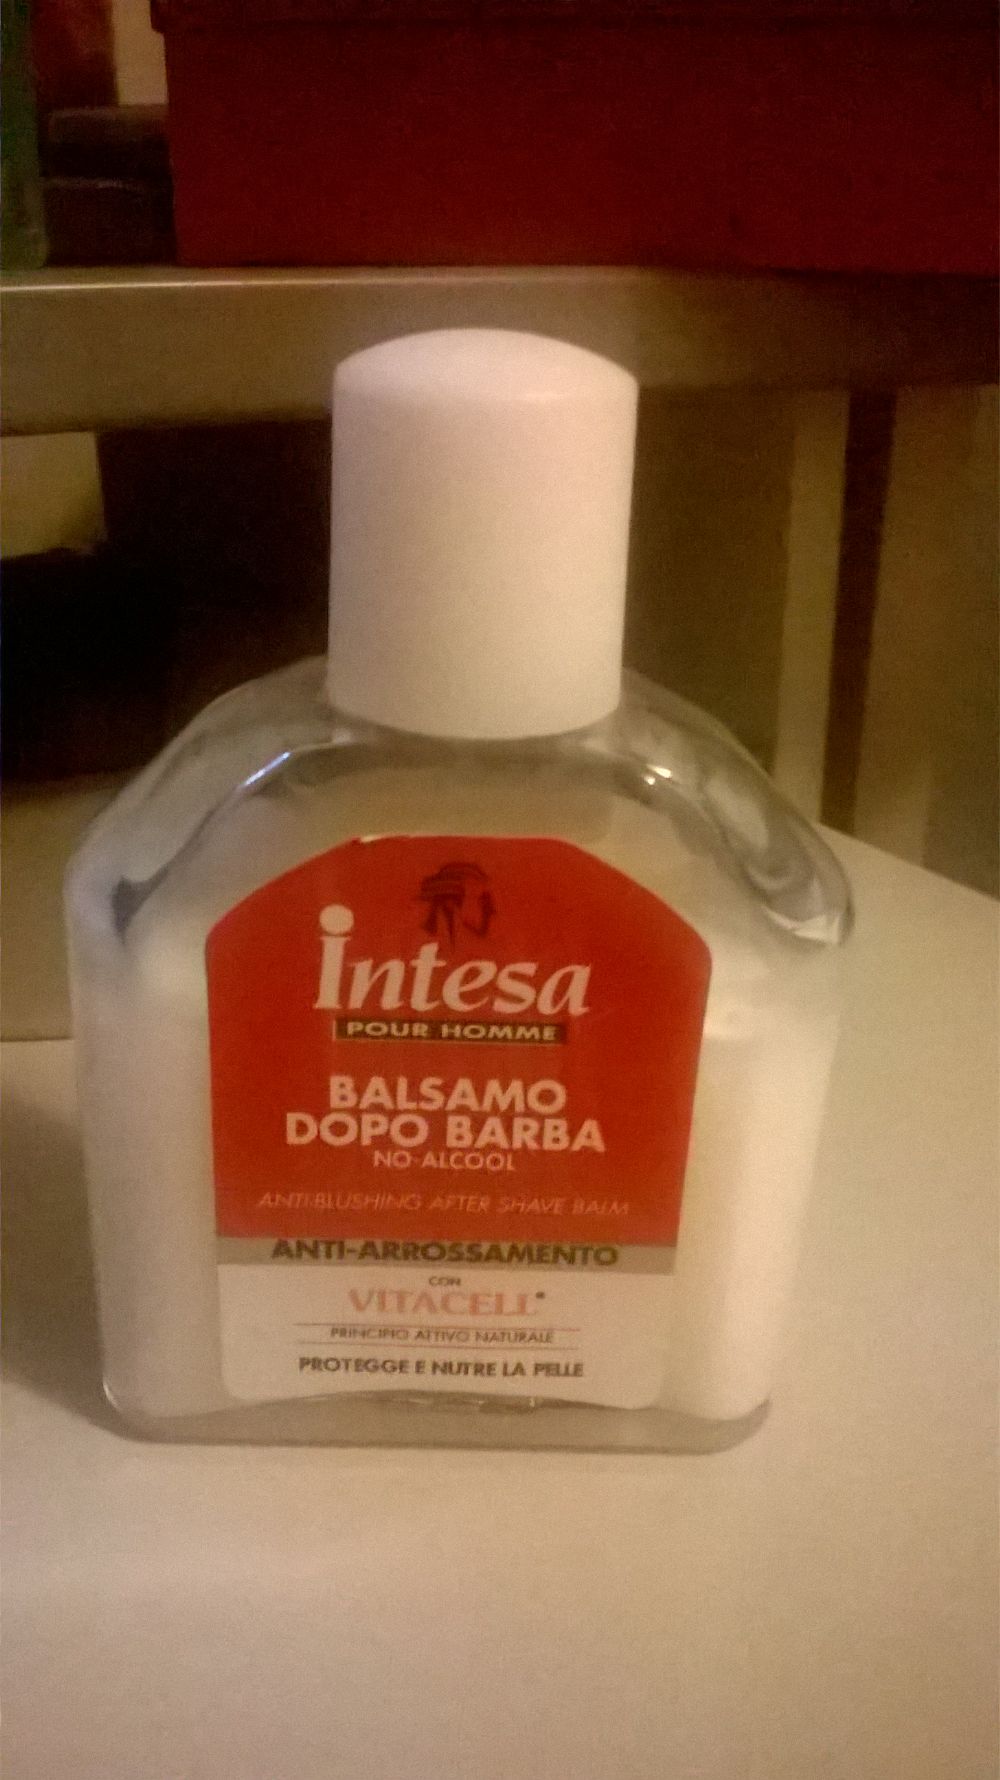 intesa
POUR HOMME
BALSAMO
DOPO BARBA
NO-ALCOOL
ANTI-BLUSHING AFTER SHAVE BALM
ANTI-ARROSSAMENTO
CON
VITACELL®
PRINCIPIO ATTIVO NATURALE
PROTEGGE E NUTRE LA PELLE